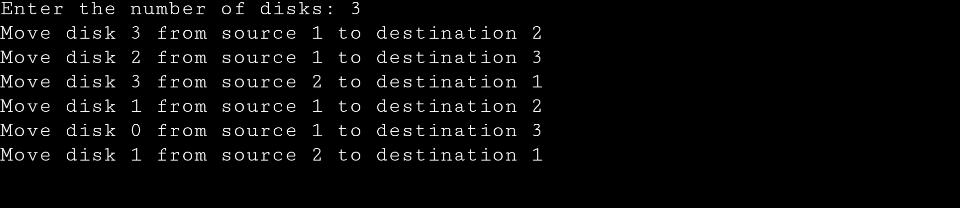 Enter the number of disks: 3
Move disk 3 from source 1 to destination 2
Move disk 2 from source 1 to destination 3
Move disk 3 from source 2 to destination 1
Move disk 1 from source 1 to destination 2
Move disk 0 from source 1 to destination 3
Move disk 1 from source 2 to destination 1